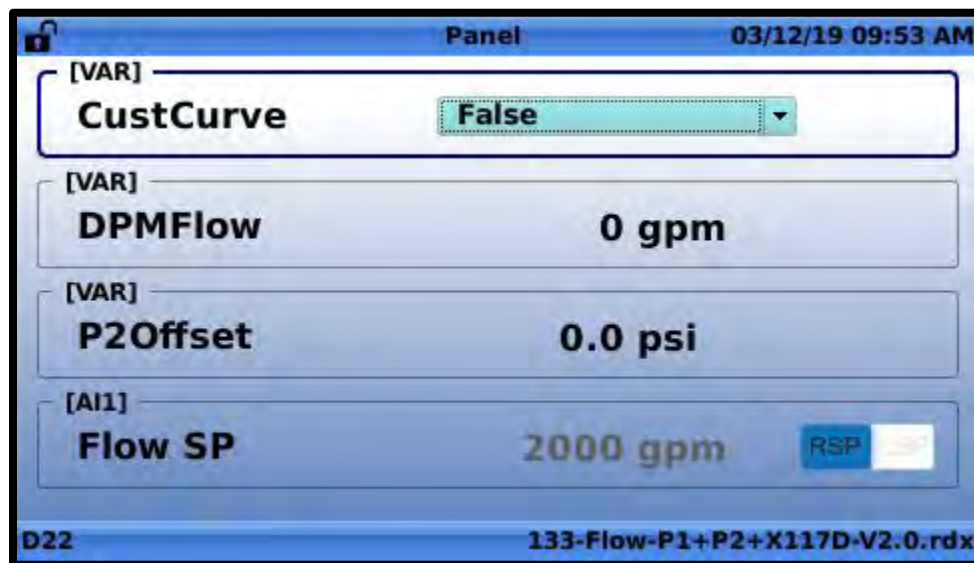 Panel 03/12/19 09:53 AM
[VAR]
CustCurve False
[VAR]
DPMFlow 0 gpm
[VAR]
P2Offset 0.0 psi
[AI1]
Flow SP 2000 gpm RSP
D22 133-Flow-P1+P2+X117D-V2.0.rdx